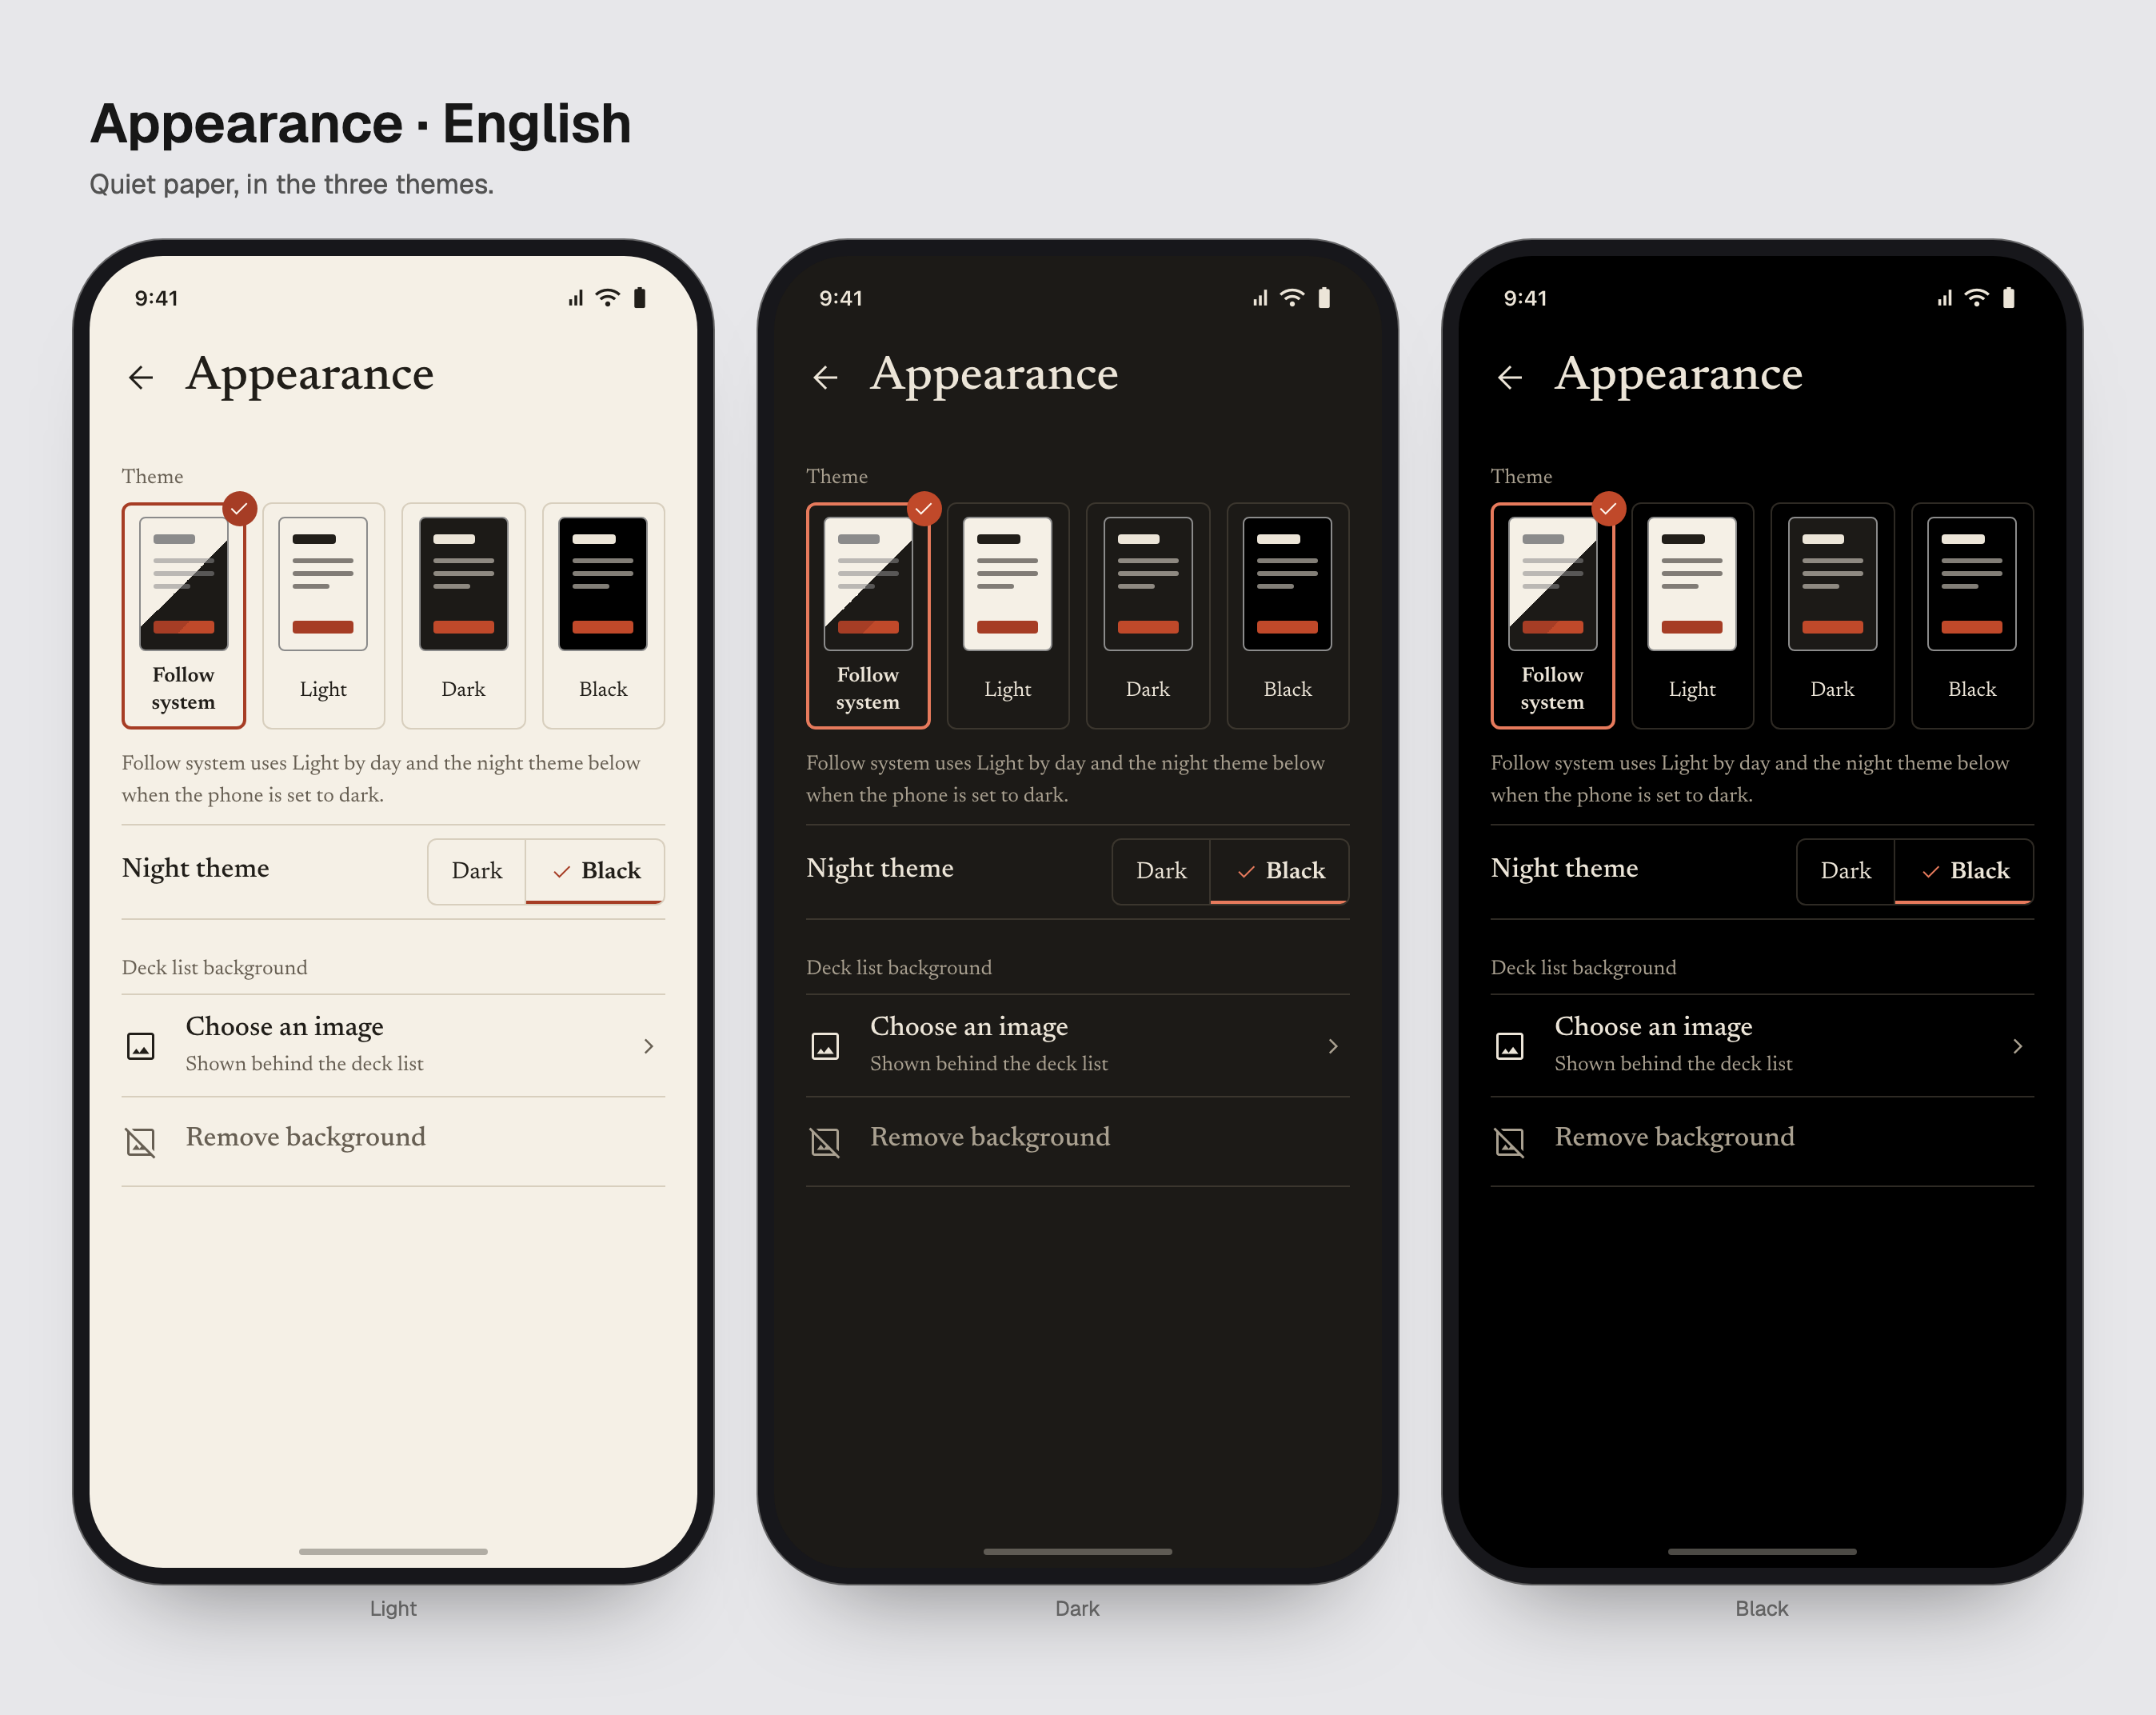 Appearance · English
Quiet paper, in the three themes.
9:41
Appearance
Theme
Follow
system
Light
Dark
Black
Follow system uses Light by day and the night theme below
when the phone is set to dark.
Night theme
Dark
Black
Deck list background
Choose an image
Shown behind the deck list
Remove background
Light
9:41
Appearance
Theme
Follow
system
Light
Dark
Black
Follow system uses Light by day and the night theme below
when the phone is set to dark.
Night theme
Dark
Black
Deck list background
Choose an image
Shown behind the deck list
Remove background
Dark
9:41
Appearance
Theme
Follow
system
Light
Dark
Black
Follow system uses Light by day and the night theme below
when the phone is set to dark.
Night theme
Dark
Black
Deck list background
Choose an image
Shown behind the deck list
Remove background
Black